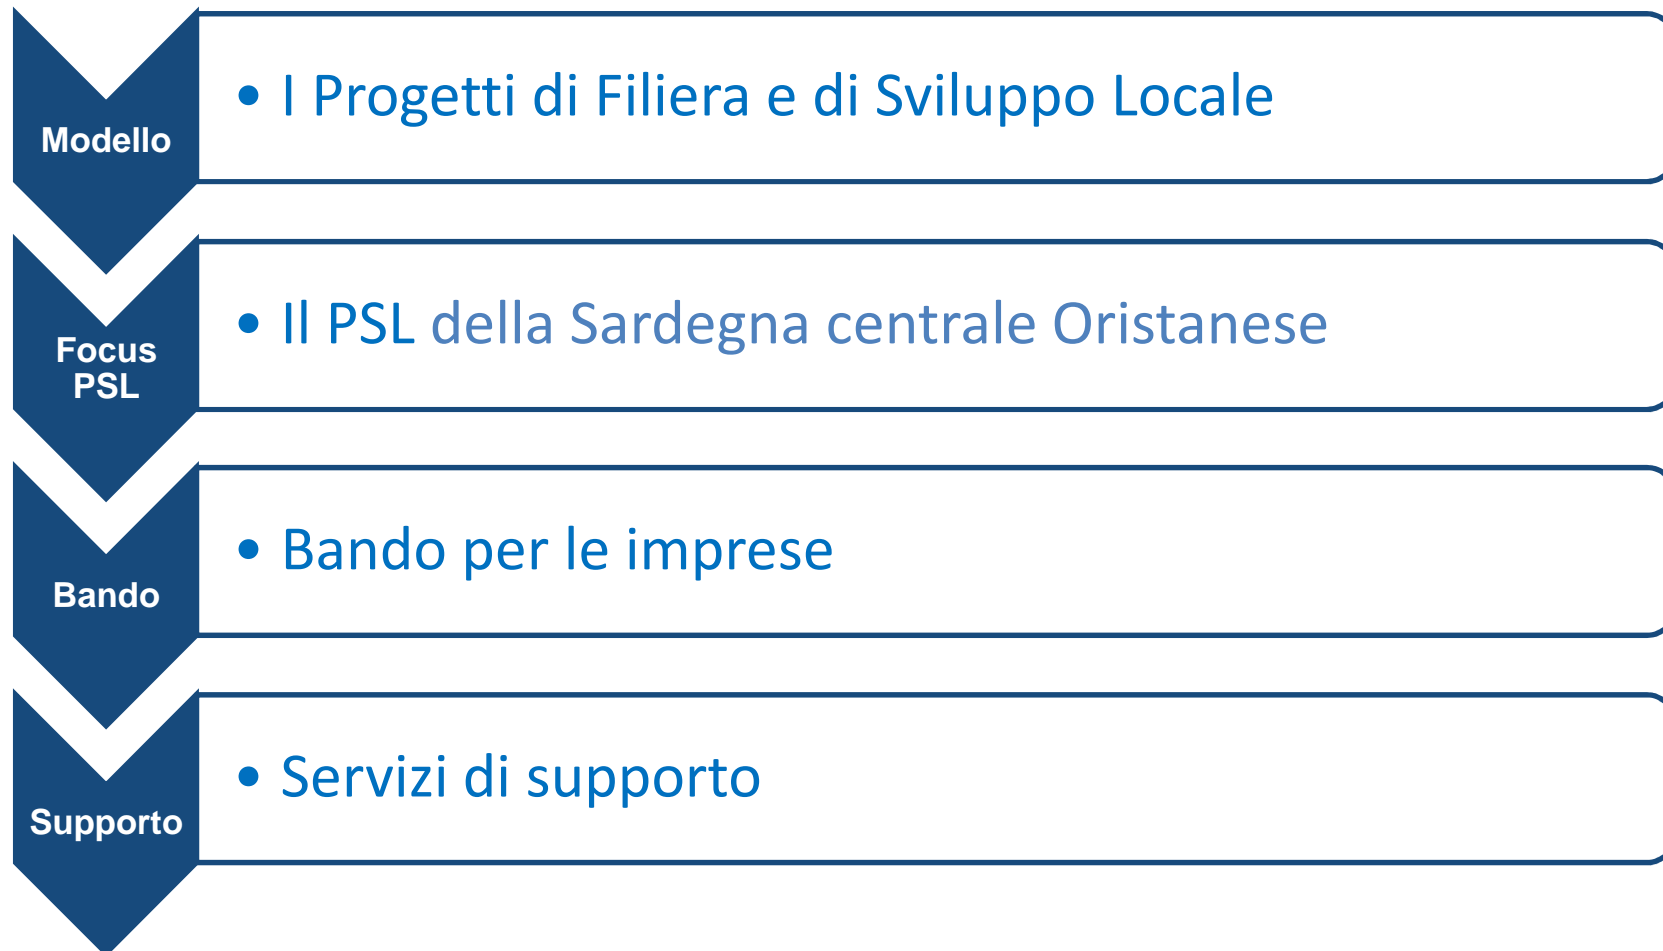 Modello
• I Progetti di Filiera e di Sviluppo Locale
Focus
PSL
• Il PSL della Sardegna centrale Oristanese
Bando
• Bando per le imprese
Supporto
• Servizi di supporto